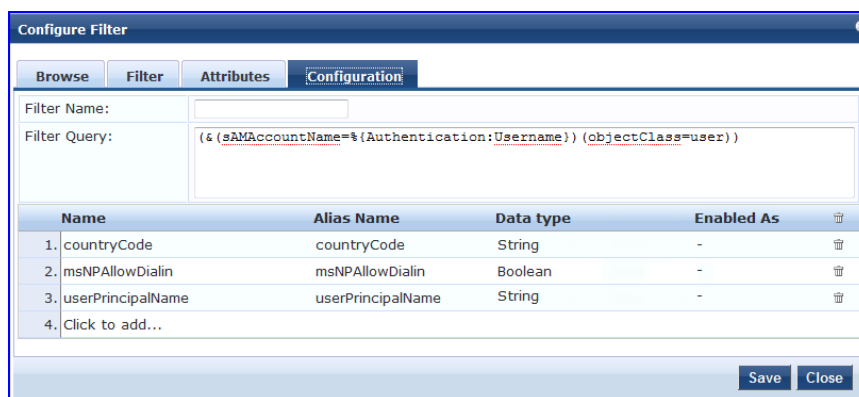 Configure Filter
Browse Filter Attributes Configuration
Filter Name:
Filter Query: (&(sAMAccountName=%{Authentication:Username})(objectClass=user))
Name Alias Name Data type Enabled As
1. countryCode countryCode String -
2. msNPAllowDialin msNPAllowDialin Boolean -
3. userPrincipalName userPrincipalName String -
4. Click to add...
Save Close